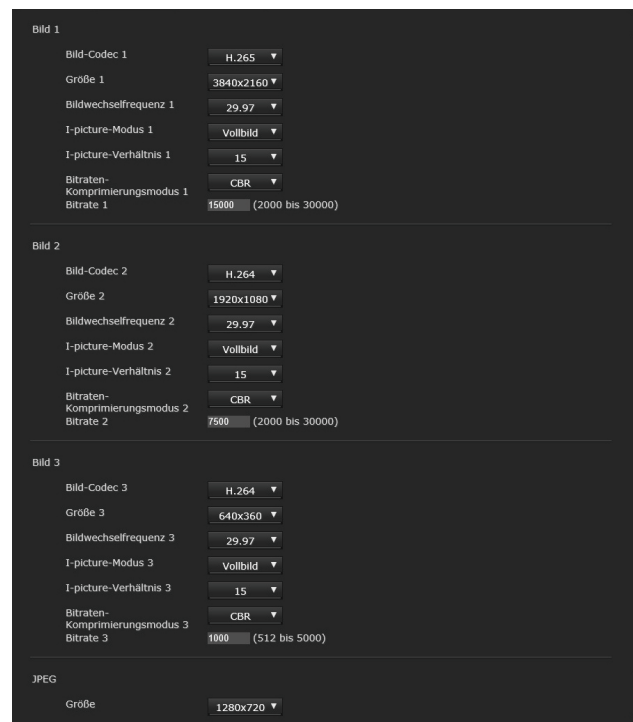 Bild 1
Bild-Codec 1 H.265
Größe 1 3840x2160
Bildwechselfrequenz 1 29.97
I-picture-Modus 1 Vollbild
I-picture-Verhältnis 1 15
Bitraten-
Komprimierungsmodus 1 CBR
Bitrate 1 15000 (2000 bis 30000)
Bild 2
Bild-Codec 2 H.264
Größe 2 1920x1080
Bildwechselfrequenz 2 29.97
I-picture-Modus 2 Vollbild
I-picture-Verhältnis 2 15
Bitraten-
Komprimierungsmodus 2 CBR
Bitrate 2 7500 (2000 bis 30000)
Bild 3
Bild-Codec 3 H.264
Größe 3 640x360
Bildwechselfrequenz 3 29.97
I-picture-Modus 3 Vollbild
I-picture-Verhältnis 3 15
Bitraten-
Komprimierungsmodus 3 CBR
Bitrate 3 1000 (512 bis 5000)
JPEG
Größe 1280x720